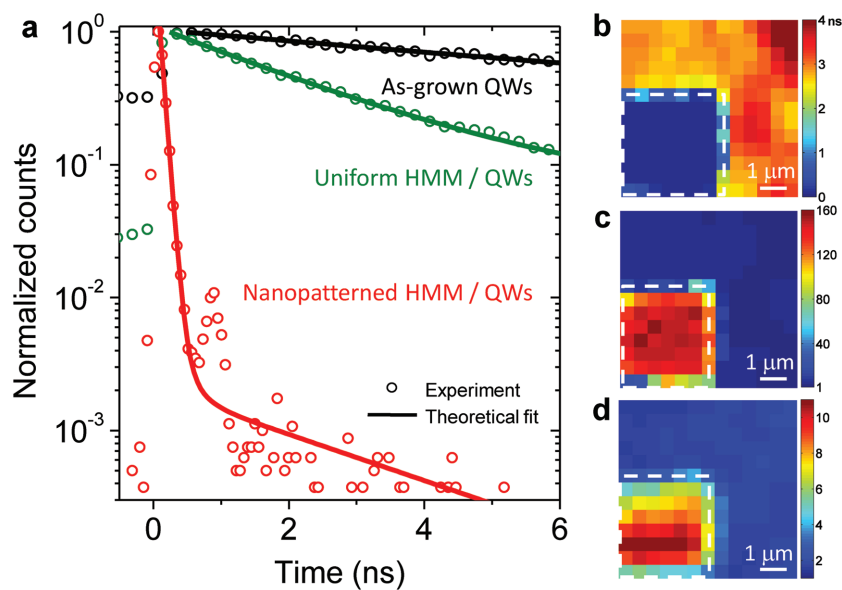 a
Normalized counts
10⁰
10⁻¹
10⁻²
10⁻³
0
2
4
6
Time (ns)
As-grown QWs
Uniform HMM / QWs
Nanopatterned HMM / QWs
Experiment
Theoretical fit
b
4 ns
3
2
1
0
1 µm
c
160
120
80
40
1
1 µm
d
10
8
6
4
2
1 µm